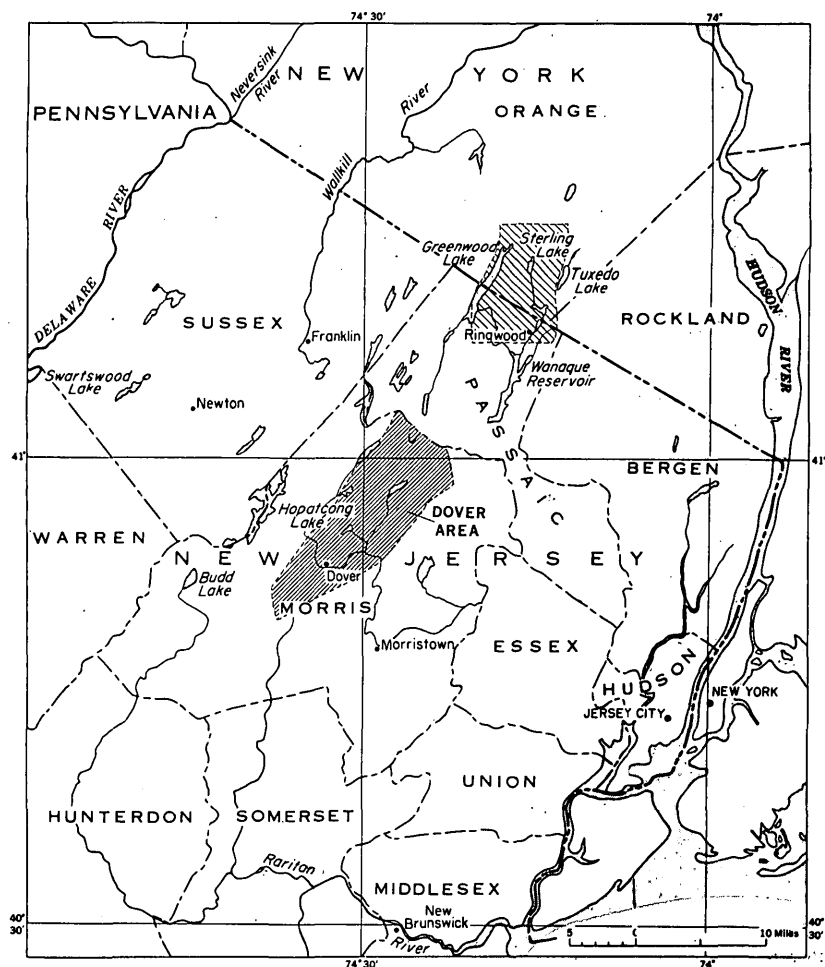 74° 30'
74°
NEW YORK
Neversink
River
PENNSYLVANIA
River
ORANGE
Wallkill
DELAWARE RIVER
Greenwood
Lake
Sterling
Lake
Tuxedo
Lake
HUDSON RIVER
SUSSEX
Franklin
Ringwood
ROCKLAND
Swartswood
Lake
Wanaque
Reservoir
Newton
PASSAIC
41°
41°
BERGEN
Hopatcong
Lake
DOVER
AREA
WARREN
NEW JERSEY
Budd
Lake
Dover
MORRIS
Morristown
ESSEX
HUDSON
NEW YORK
JERSEY CITY
UNION
HUNTERDON
SOMERSET
Raritan
MIDDLESEX
New
Brunswick
River
40°
30'
40°
30'
5 0 10 Miles
74° 30'
74°